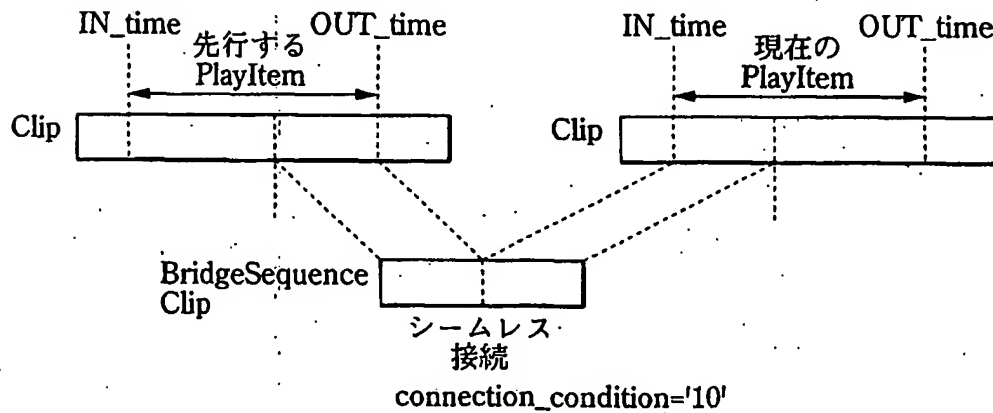 IN_time
先行する
PlayItem
OUT_time
IN_time
現在の
PlayItem
OUT_time
Clip
Clip
BridgeSequence
Clip
シームレス
接続
connection_condition='10'